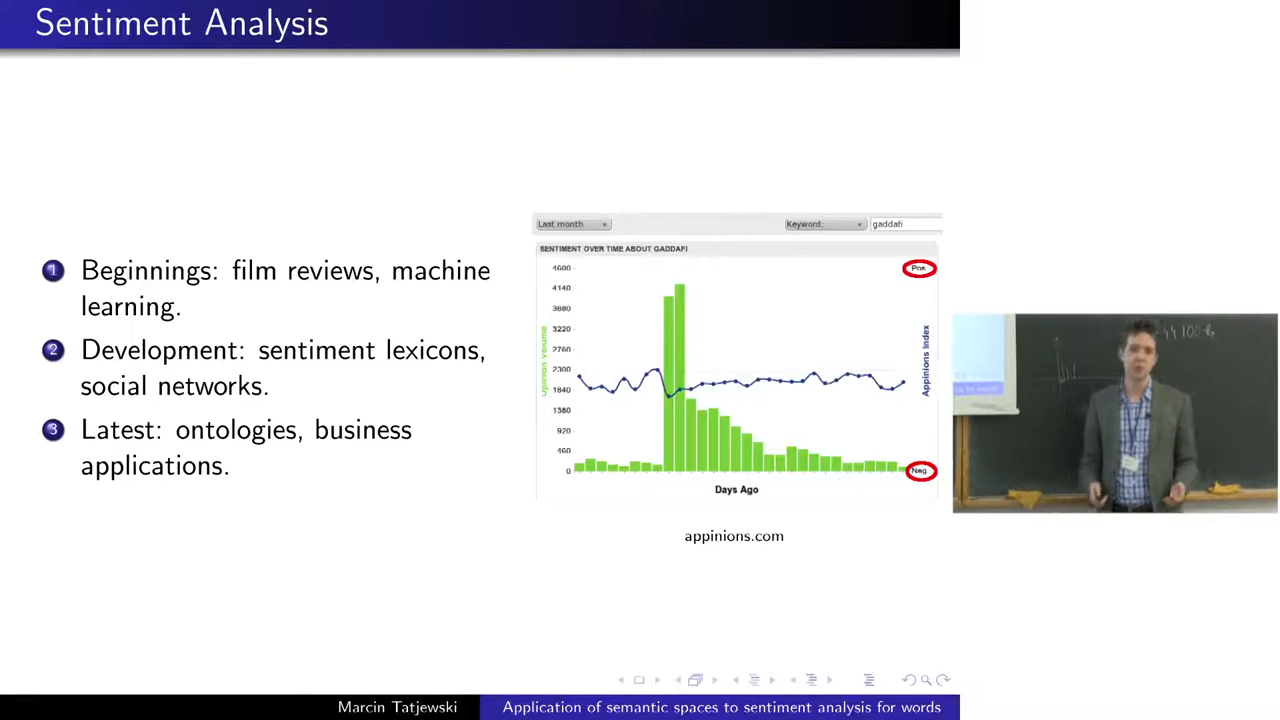 Sentiment Analysis
1 Beginnings: film reviews, machine
learning.
2 Development: sentiment lexicons,
social networks.
3 Latest: ontologies, business
applications.
Last month
Keyword:
gaddafi
SENTIMENT OVER TIME ABOUT GADDAFI
4600
4140
3680
3220
2760
2300
1840
1380
920
460
0
Opinion Volume
Pos
Appinions Index
Neg
Days Ago
appinions.com
44 100
Marcin Tatjewski
Application of semantic spaces to sentiment analysis for words